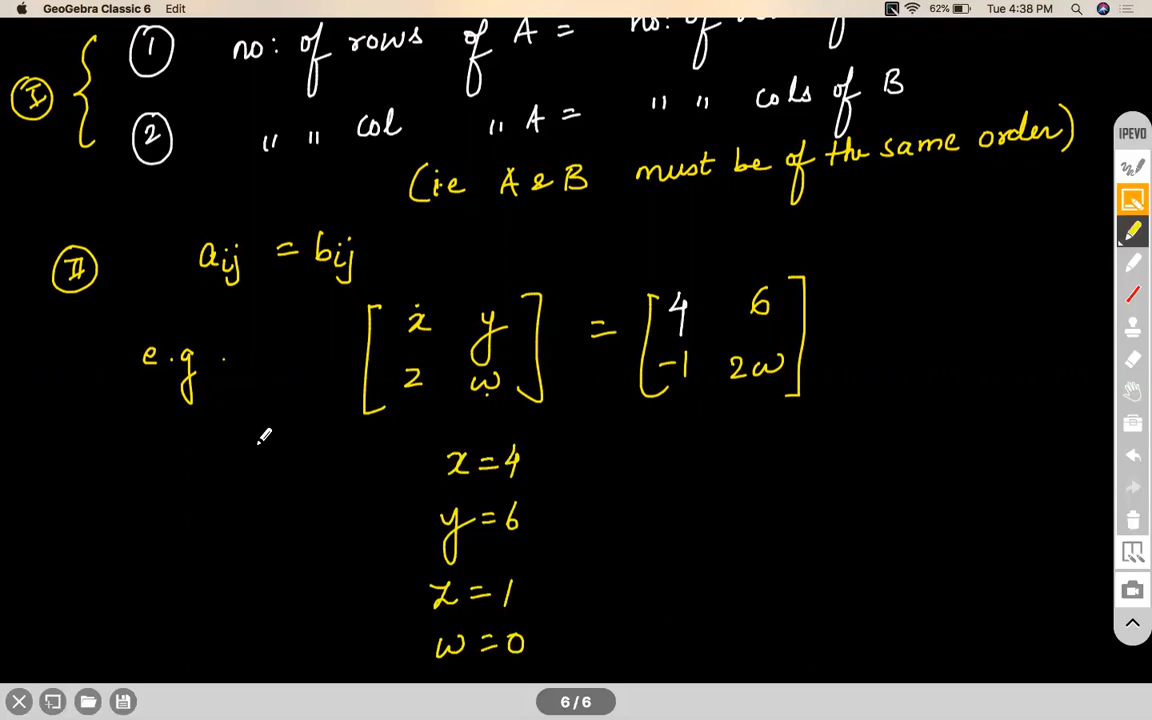 GeoGebra Classic 6 Edit 62% Tue 4:38 PM
① no: of rows of A = no: of
I
② " " col " A = " " cols of B
(ie A & B must be of the same order)
II aij = bij
e.g. [ x y ] = [ 4 6 ]
[ z w ] [ -1 2w ]
x = 4
y = 6
z = 1
w = 0
IPEVO
6/6